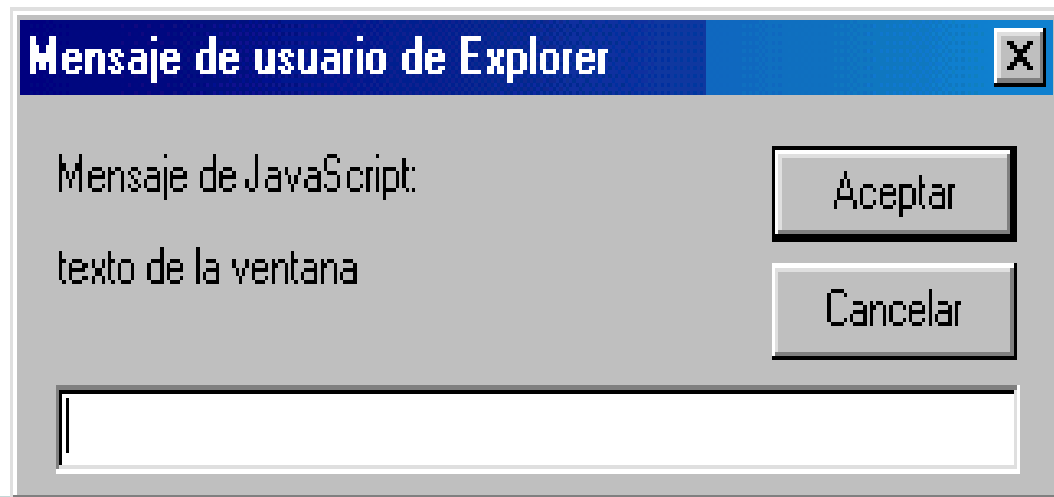 Mensaje de usuario de Explorer
Mensaje de JavaScript:
texto de la ventana
Aceptar
Cancelar